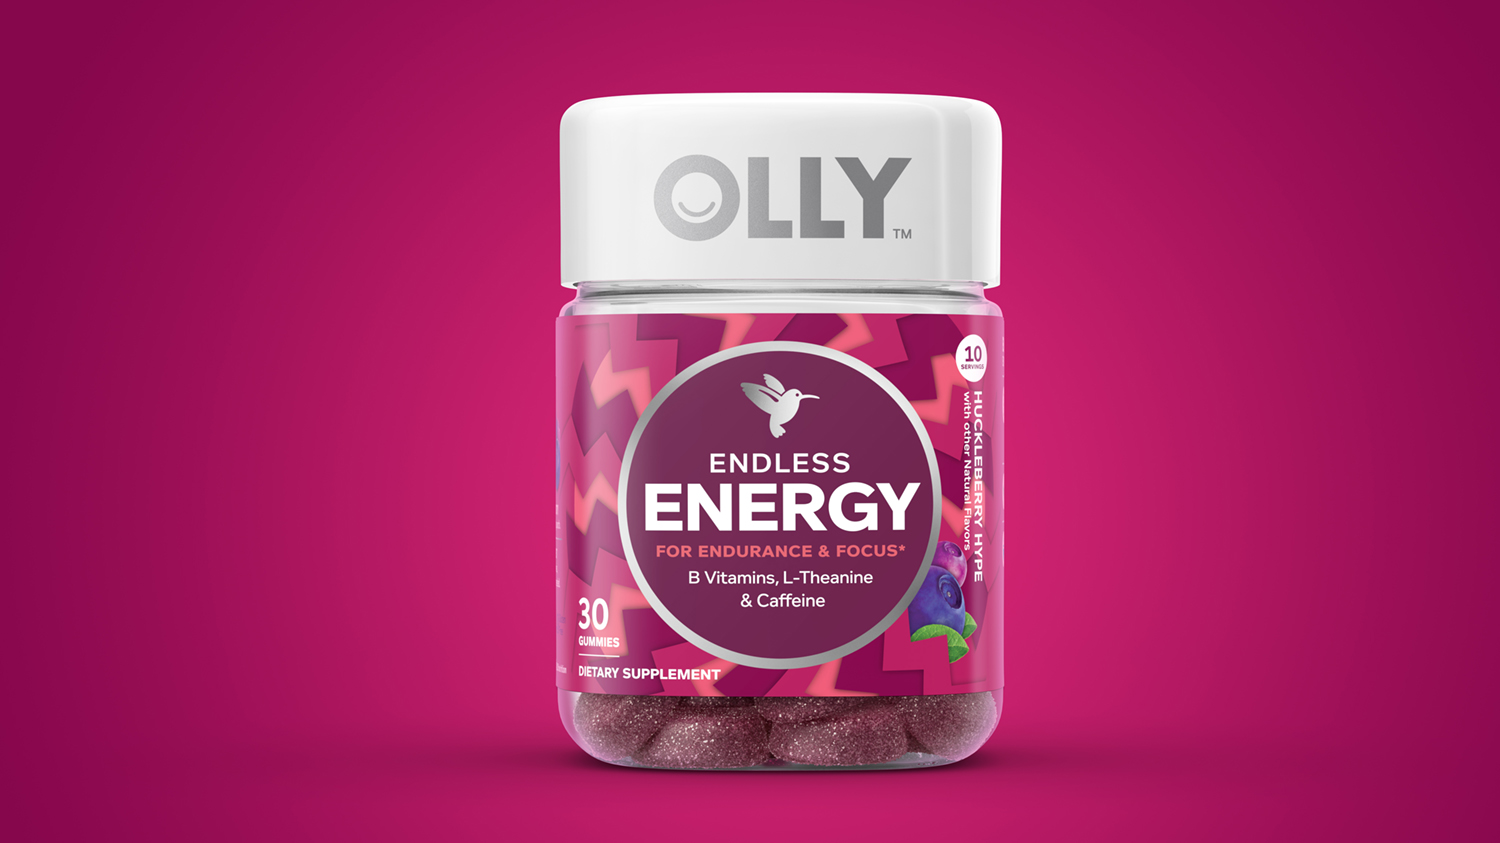 OLLY™
10
SERVINGS
HUCKLEBERRY HYPE
with other Natural Flavors
ENDLESS
ENERGY
FOR ENDURANCE & FOCUS*
B Vitamins, L-Theanine
& Caffeine
30
GUMMIES
DIETARY SUPPLEMENT